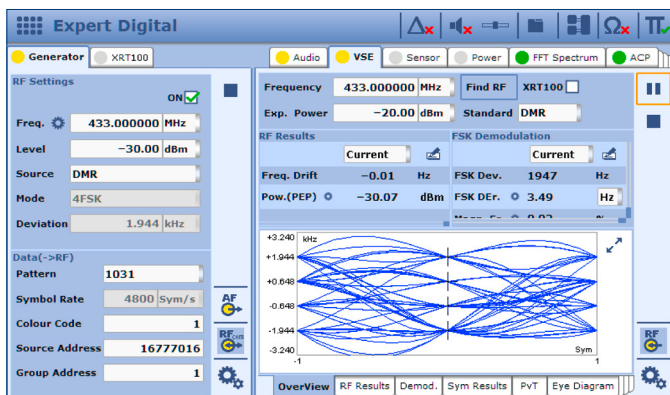 Expert Digital
Generator XRT100
RF Settings
ON
Freq. 433.000000 MHz
Level −30.00 dBm
Source DMR
Mode 4FSK
Deviation 1.944 kHz
Data(->RF)
Pattern 1031
Symbol Rate 4800 Sym/s
Colour Code 1
Source Address 16777016
Group Address 1
AF
RF
Audio VSE Sensor Power FFT Spectrum ACP
Frequency 433.000000 MHz Find RF XRT100
Exp. Power −20.00 dBm Standard DMR
RF Results FSK Demodulation
Current Current
Freq. Drift −0.01 Hz FSK Dev. 1947 Hz
Pow.(PEP) −30.07 dBm FSK DEr. 3.49 Hz
+3.240 kHz
+1.944
+0.648
-0.648
-1.944
-3.240
-1 Sym 1
OverView RF Results Demod. Sym Results PvT Eye Diagram
RF